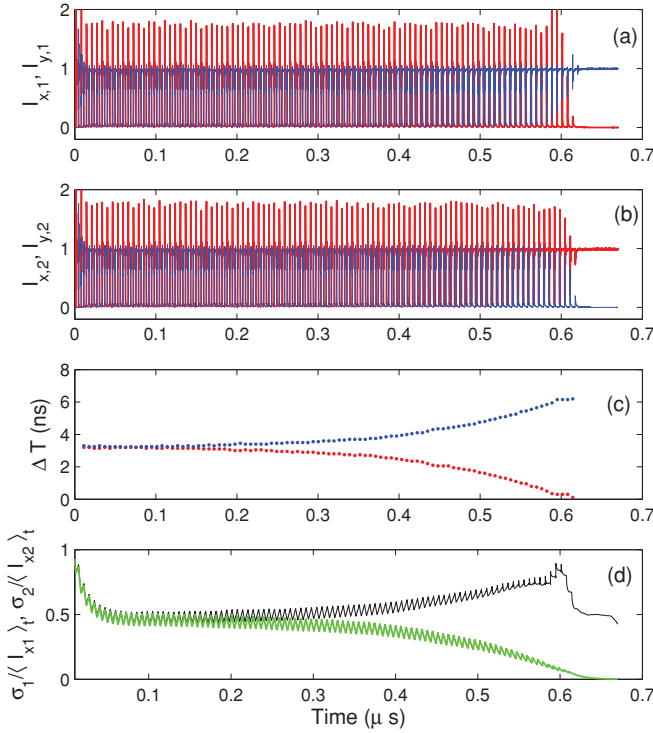 (a)
I_{x,1}, I_{y,1}
2
1
0
0 0.1 0.2 0.3 0.4 0.5 0.6 0.7
(b)
I_{x,2}, I_{y,2}
2
1
0
0 0.1 0.2 0.3 0.4 0.5 0.6 0.7
(c)
Δ T (ns)
8
6
4
2
0
0 0.1 0.2 0.3 0.4 0.5 0.6 0.7
(d)
σ_1/⟨ I_{x1} ⟩_t, σ_2/⟨ I_{x2} ⟩_t
1
0.5
0
0.1 0.2 0.3 0.4 0.5 0.6 0.7
Time (μ s)